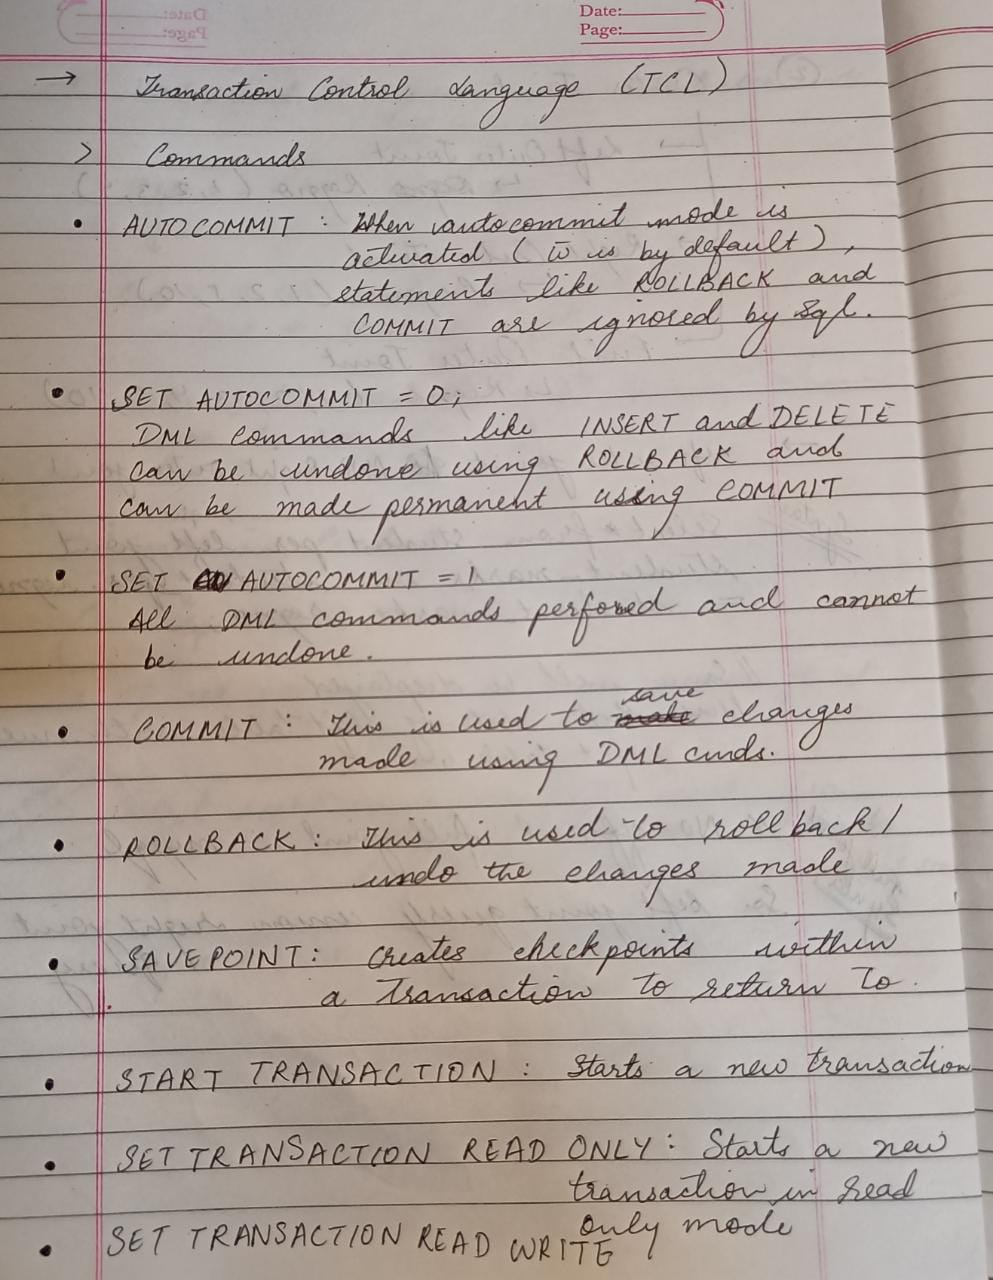 Date:
Page:
→ Transaction Control Language (TCL)
> Commands
• AUTOCOMMIT : When autocommit mode is
activated ( w̄ is by default ) ,
statements like ROLLBACK and
COMMIT are ignored by Sql.
• SET AUTOCOMMIT = 0 ;
DML commands like INSERT and DELETE
can be undone using ROLLBACK and
can be made permanent using COMMIT
• SET AUTOCOMMIT = 1
All DML commands perfored and cannot
be undone .
• COMMIT : This is used to save changes
made using DML cmds.
• ROLLBACK : This is used to roll back /
undo the changes made
• SAVEPOINT : Creates checkpoints within
a Transaction to return to .
• START TRANSACTION : Starts a new transaction
• SET TRANSACTION READ ONLY : Starts a new
transaction in read
only mode
• SET TRANSACTION READ WRITE